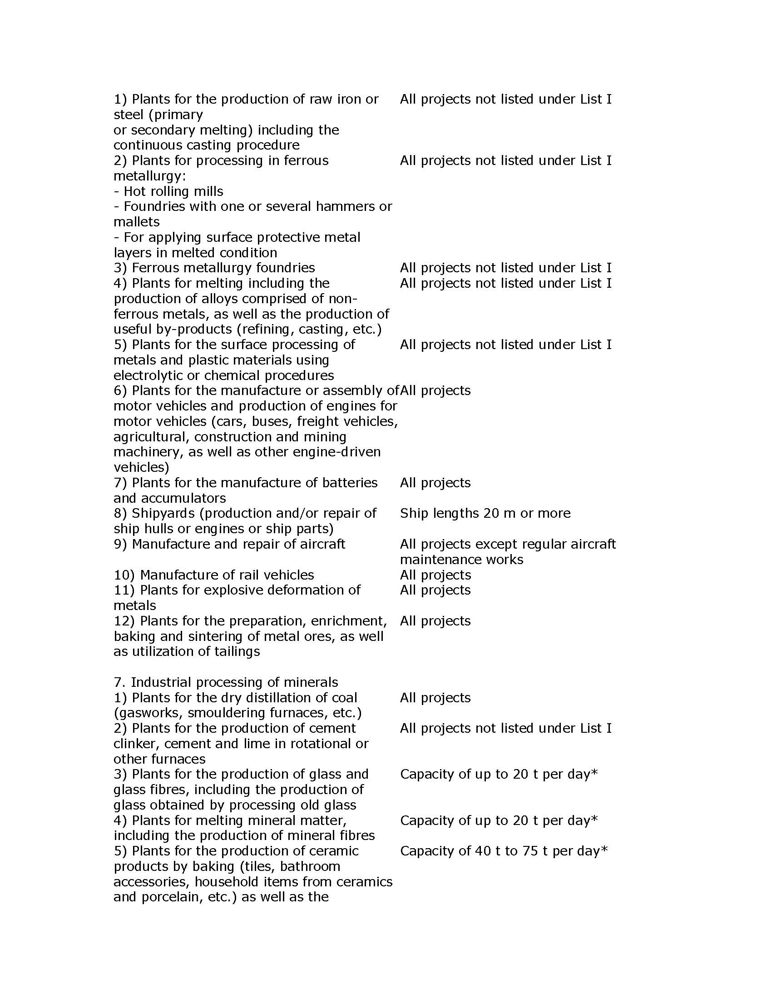 1) Plants for the production of raw iron or All projects not listed under List I
steel (primary
or secondary melting) including the
continuous casting procedure
2) Plants for processing in ferrous All projects not listed under List I
metallurgy:
- Hot rolling mills
- Foundries with one or several hammers or
mallets
- For applying surface protective metal
layers in melted condition
3) Ferrous metallurgy foundries All projects not listed under List I
4) Plants for melting including the All projects not listed under List I
production of alloys comprised of non-
ferrous metals, as well as the production of
useful by-products (refining, casting, etc.)
5) Plants for the surface processing of All projects not listed under List I
metals and plastic materials using
electrolytic or chemical procedures
6) Plants for the manufacture or assembly of All projects
motor vehicles and production of engines for
motor vehicles (cars, buses, freight vehicles,
agricultural, construction and mining
machinery, as well as other engine-driven
vehicles)
7) Plants for the manufacture of batteries All projects
and accumulators
8) Shipyards (production and/or repair of Ship lengths 20 m or more
ship hulls or engines or ship parts)
9) Manufacture and repair of aircraft All projects except regular aircraft
maintenance works
10) Manufacture of rail vehicles All projects
11) Plants for explosive deformation of All projects
metals
12) Plants for the preparation, enrichment, All projects
baking and sintering of metal ores, as well
as utilization of tailings
7. Industrial processing of minerals
1) Plants for the dry distillation of coal All projects
(gasworks, smouldering furnaces, etc.)
2) Plants for the production of cement All projects not listed under List I
clinker, cement and lime in rotational or
other furnaces
3) Plants for the production of glass and Capacity of up to 20 t per day*
glass fibres, including the production of
glass obtained by processing old glass
4) Plants for melting mineral matter, Capacity of up to 20 t per day*
including the production of mineral fibres
5) Plants for the production of ceramic Capacity of 40 t to 75 t per day*
products by baking (tiles, bathroom
accessories, household items from ceramics
and porcelain, etc.) as well as the